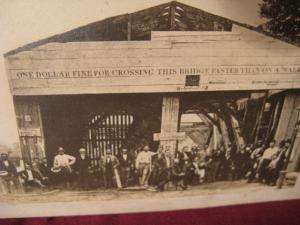 ONE DOLLAR FINE FOR CROSSING THIS BRIDGE FASTER THAN ON A WALK